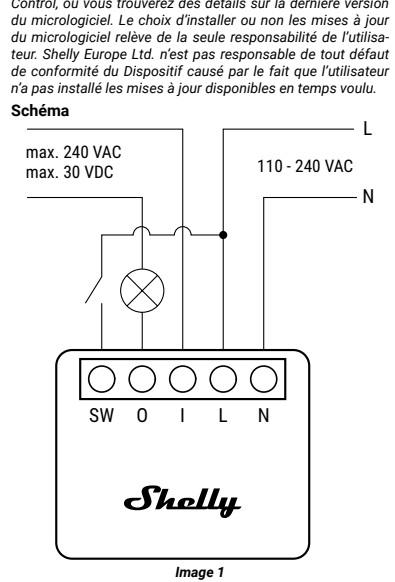 Control, où vous trouverez des détails sur la dernière version
du micrologiciel. Le choix d'installer ou non les mises à jour
du micrologiciel relève de la seule responsabilité de l'utilisa-
teur. Shelly Europe Ltd. n'est pas responsable de tout défaut
de conformité du Dispositif causé par le fait que l'utilisateur
n'a pas installé les mises à jour disponibles en temps voulu.
Schéma
L
max. 240 VAC
max. 30 VDC
110 - 240 VAC
N
SW O I L N
Shelly
Image 1